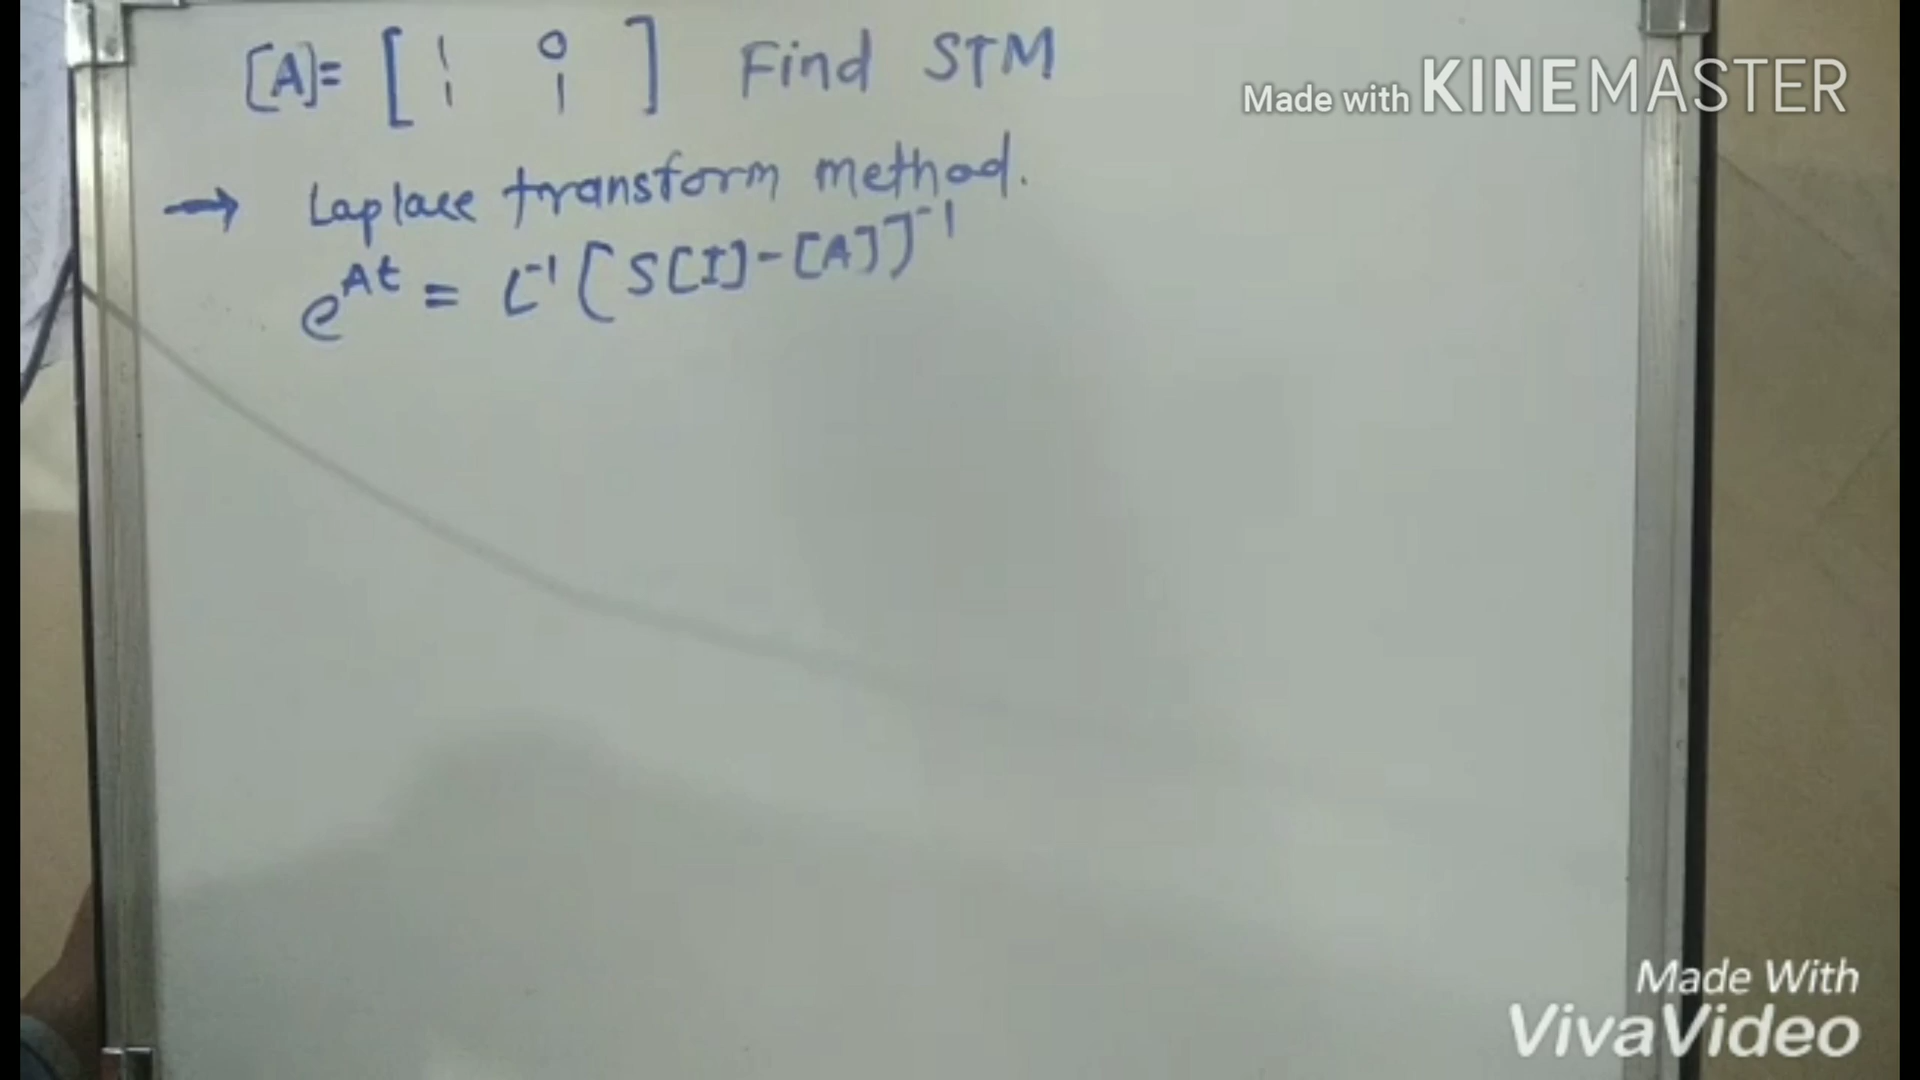 [A]= [ 1 0 ] Find STM
1 1
→ Laplace transform method.
e^At = L^-1 [S[I]-[A]]^-1
Made with KINEMASTER
Made With
VivaVideo